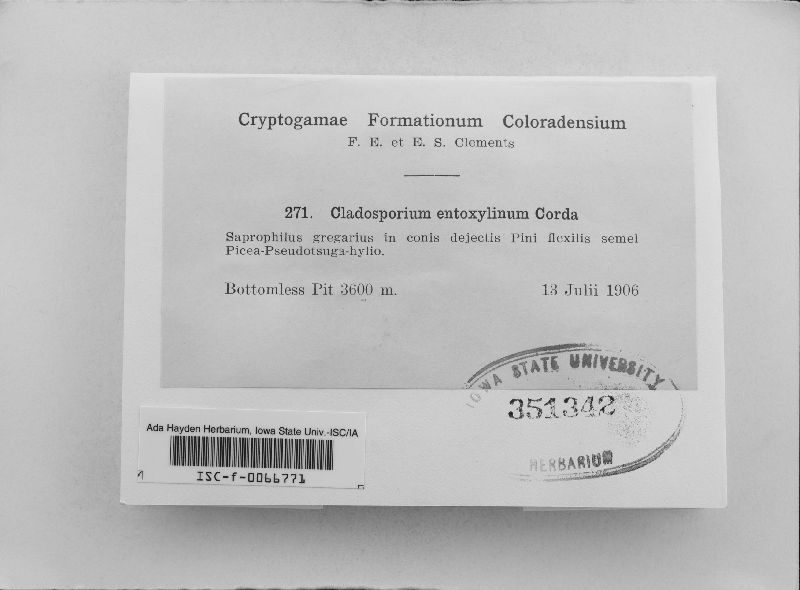 Cryptogamae Formationum Coloradensium
F. E. et E. S. Clements
271. Cladosporium entoxylinum Corda
Saprophilus gregarius in conis dejectis Pini flexilis semel
Picea-Pseudotsuga-hylio.
Bottomless Pit 3600 m. 13 Julii 1906
IOWA STATE UNIVERSITY
351342
HERBARIUM
Ada Hayden Herbarium, Iowa State Univ.-ISC/IA
ISC-f-0066771